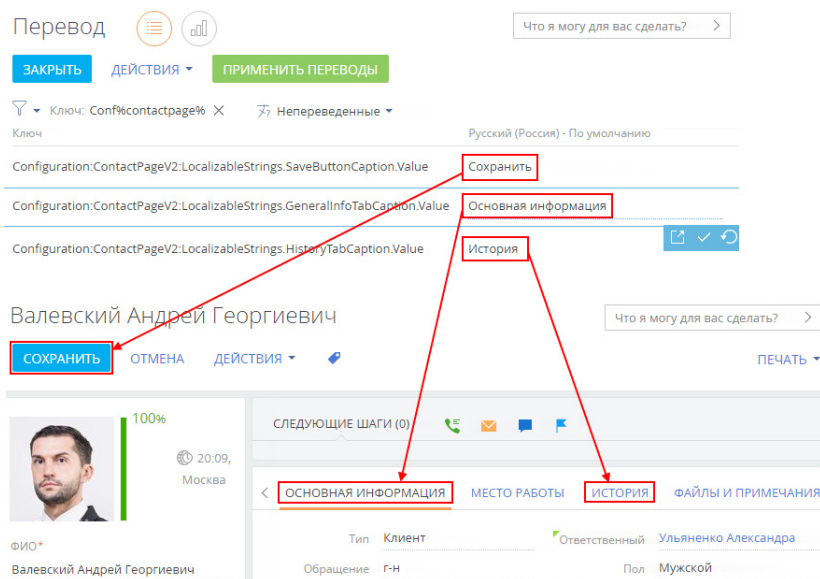 Перевод
Что я могу для вас сделать?
ЗАКРЫТЬ ДЕЙСТВИЯ ПРИМЕНИТЬ ПЕРЕВОДЫ
Ключ: Conf%contactpage% Непереведенные
Ключ Русский (Россия) - По умолчанию
Configuration:ContactPageV2:LocalizableStrings.SaveButtonCaption.Value Сохранить
Configuration:ContactPageV2:LocalizableStrings.GeneralInfoTabCaption.Value Основная информация
Configuration:ContactPageV2:LocalizableStrings.HistoryTabCaption.Value История
Валевский Андрей Георгиевич
Что я могу для вас сделать?
СОХРАНИТЬ ОТМЕНА ДЕЙСТВИЯ ПЕЧАТЬ
100%
СЛЕДУЮЩИЕ ШАГИ (0)
20:09,
Москва
ОСНОВНАЯ ИНФОРМАЦИЯ МЕСТО РАБОТЫ ИСТОРИЯ ФАЙЛЫ И ПРИМЕЧАНИЯ
Тип Клиент Ответственный Ульяненко Александра
ФИО*
Валевский Андрей Георгиевич
Обращение г-н Пол Мужской